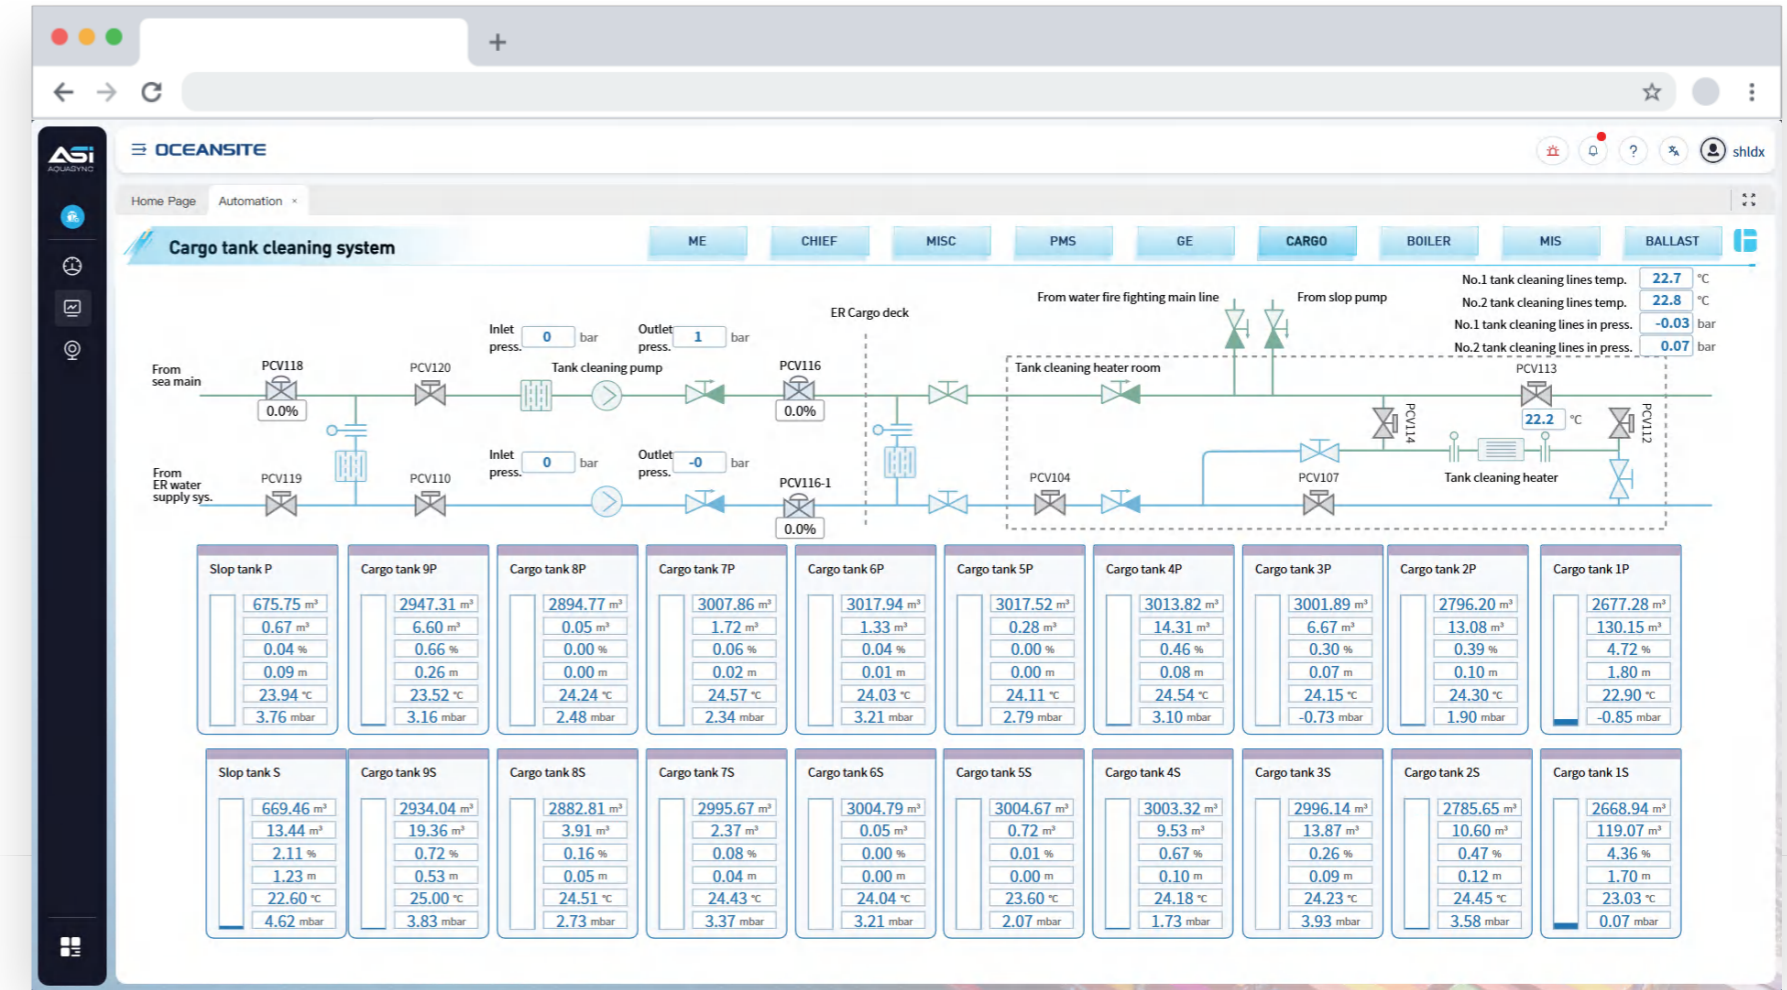 ASi
AQUASYNC
OCEANSITE
? shldx
Home Page Automation ×
Cargo tank cleaning system
ME CHIEF MISC PMS GE CARGO BOILER MIS BALLAST
No.1 tank cleaning lines temp. 22.7 °C
No.2 tank cleaning lines temp. 22.8 °C
No.1 tank cleaning lines in press. -0.03 bar
No.2 tank cleaning lines in press. 0.07 bar
From water fire fighting main line From slop pump
ER Cargo deck
Inlet press. 0 bar Outlet press. 1 bar
From sea main
PCV118 PCV120 Tank cleaning pump PCV116 Tank cleaning heater room PCV113
0.0% 0.0% 22.2 °C
PCV114 PCV112
Inlet press. 0 bar Outlet press. -0 bar
From ER water supply sys.
PCV119 PCV110 PCV116-1 PCV104 PCV107 Tank cleaning heater
0.0%
Slop tank P Cargo tank 9P Cargo tank 8P Cargo tank 7P Cargo tank 6P Cargo tank 5P Cargo tank 4P Cargo tank 3P Cargo tank 2P Cargo tank 1P
675.75 m³ 2947.31 m³ 2894.77 m³ 3007.86 m³ 3017.94 m³ 3017.52 m³ 3013.82 m³ 3001.89 m³ 2796.20 m³ 2677.28 m³
0.67 m³ 6.60 m³ 0.05 m³ 1.72 m³ 1.33 m³ 0.28 m³ 14.31 m³ 6.67 m³ 13.08 m³ 130.15 m³
0.04 % 0.66 % 0.00 % 0.06 % 0.04 % 0.00 % 0.46 % 0.30 % 0.39 % 4.72 %
0.09 m 0.26 m 0.00 m 0.02 m 0.01 m 0.00 m 0.08 m 0.07 m 0.10 m 1.80 m
23.94 °C 23.52 °C 24.24 °C 24.57 °C 24.03 °C 24.11 °C 24.54 °C 24.15 °C 24.30 °C 22.90 °C
3.76 mbar 3.16 mbar 2.48 mbar 2.34 mbar 3.21 mbar 2.79 mbar 3.10 mbar -0.73 mbar 1.90 mbar -0.85 mbar
Slop tank S Cargo tank 9S Cargo tank 8S Cargo tank 7S Cargo tank 6S Cargo tank 5S Cargo tank 4S Cargo tank 3S Cargo tank 2S Cargo tank 1S
669.46 m³ 2934.04 m³ 2882.81 m³ 2995.67 m³ 3004.79 m³ 3004.67 m³ 3003.32 m³ 2996.14 m³ 2785.65 m³ 2668.94 m³
13.44 m³ 19.36 m³ 3.91 m³ 2.37 m³ 0.05 m³ 0.72 m³ 9.53 m³ 13.87 m³ 10.60 m³ 119.07 m³
2.11 % 0.72 % 0.16 % 0.08 % 0.00 % 0.01 % 0.67 % 0.26 % 0.47 % 4.36 %
1.23 m 0.53 m 0.05 m 0.04 m 0.00 m 0.00 m 0.10 m 0.09 m 0.12 m 1.70 m
22.60 °C 25.00 °C 24.51 °C 24.43 °C 24.04 °C 23.60 °C 24.18 °C 24.23 °C 24.45 °C 23.03 °C
4.62 mbar 3.83 mbar 2.73 mbar 3.37 mbar 3.21 mbar 2.07 mbar 1.73 mbar 3.93 mbar 3.58 mbar 0.07 mbar